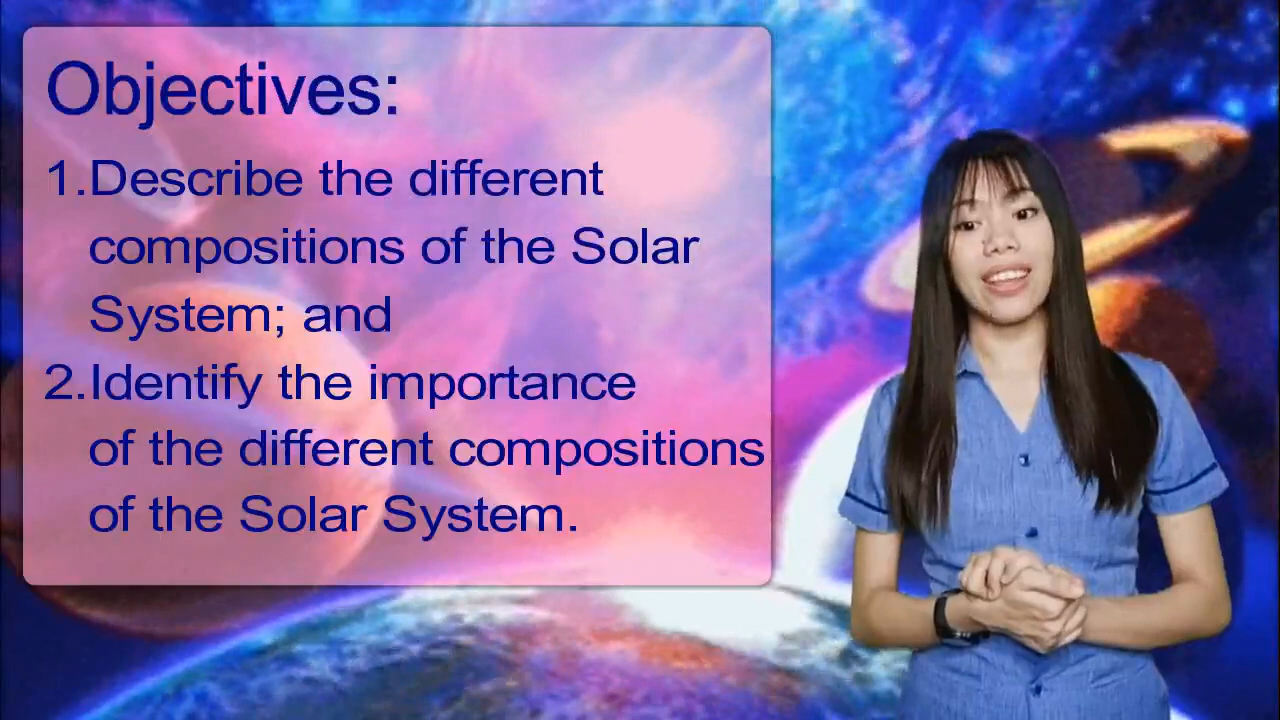 Objectives:
1.Describe the different
compositions of the Solar
System; and
2.Identify the importance
of the different compositions
of the Solar System.